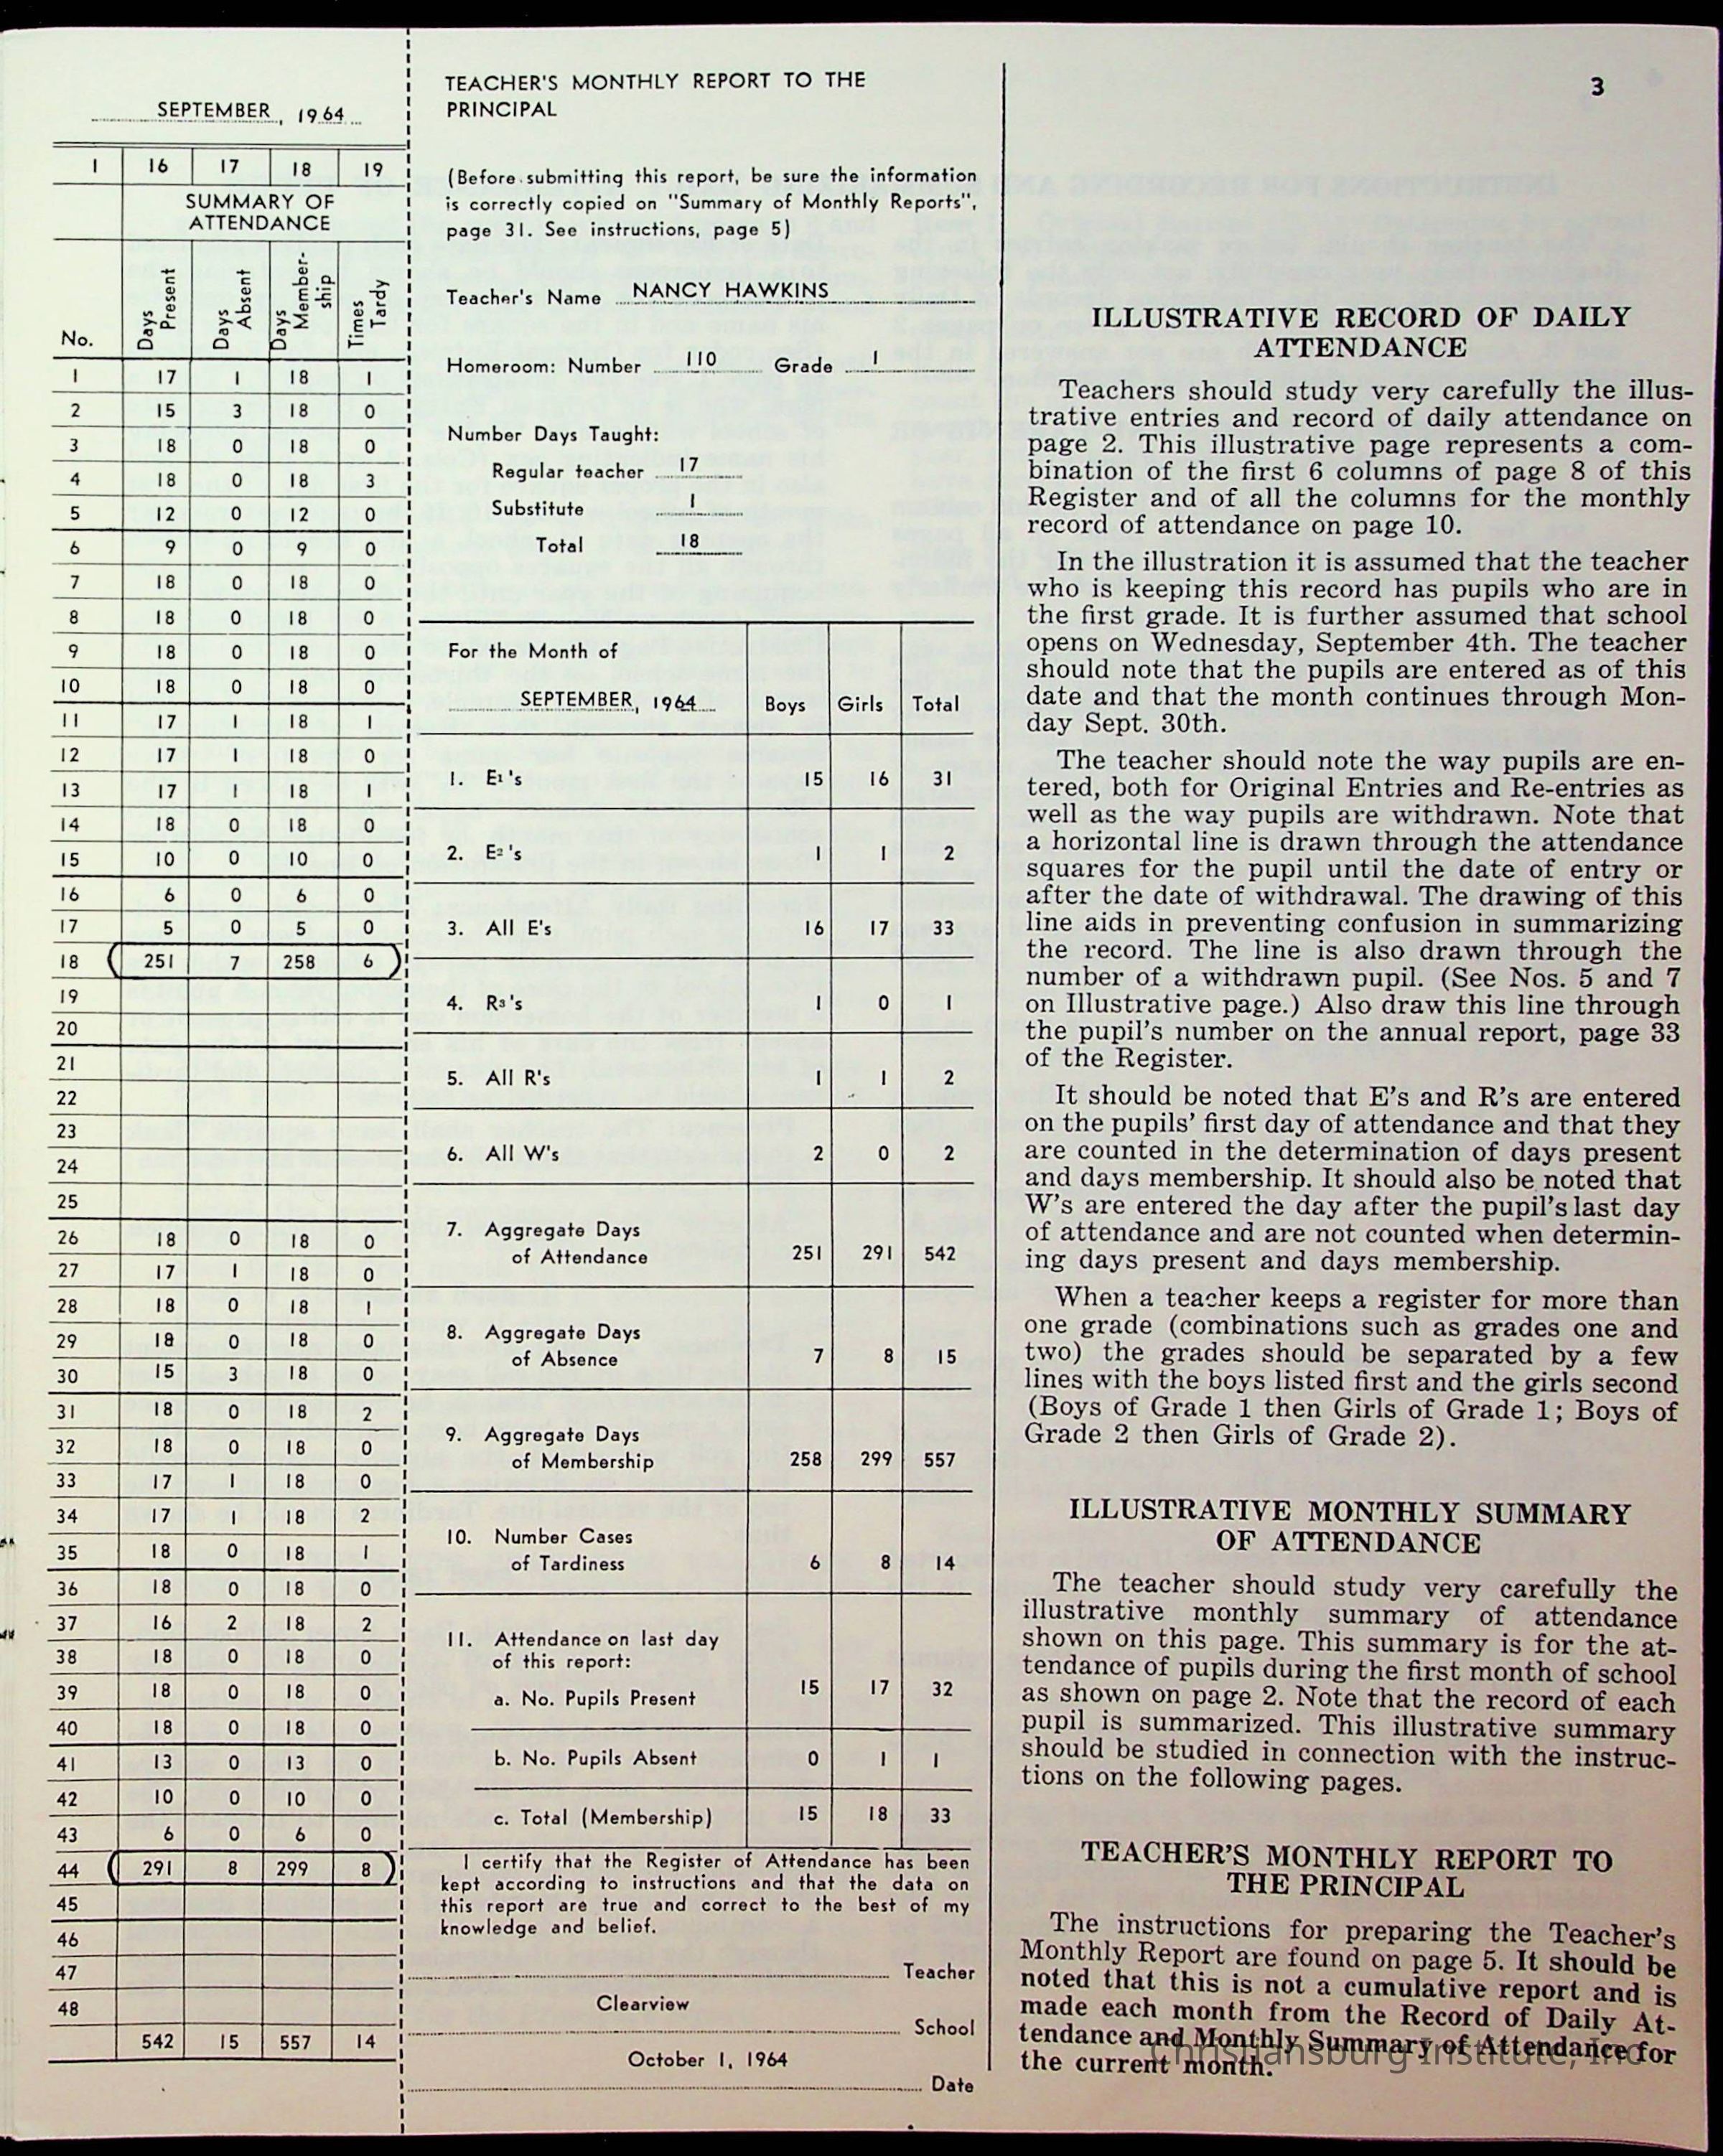 SEPTEMBER, 1964
1 16 17 18 19
SUMMARY OF
ATTENDANCE
No. Days Present Days Absent Days Member-ship Times Tardy
1 17 1 18 1
2 15 3 18 0
3 18 0 18 0
4 18 0 18 3
5 12 0 12 0
6 9 0 9 0
7 18 0 18 0
8 18 0 18 0
9 18 0 18 0
10 18 0 18 0
11 17 1 18 1
12 17 1 18 0
13 17 1 18 1
14 18 0 18 0
15 10 0 10 0
16 6 0 6 0
17 5 0 5 0
18 251 7 258 6
19
20
21
22
23
24
25
26 18 0 18 0
27 17 1 18 0
28 18 0 18 1
29 18 0 18 0
30 15 3 18 0
31 18 0 18 2
32 18 0 18 0
33 17 1 18 0
34 17 1 18 2
35 18 0 18 1
36 18 0 18 0
37 16 2 18 2
38 18 0 18 0
39 18 0 18 0
40 18 0 18 0
41 13 0 13 0
42 10 0 10 0
43 6 0 6 0
44 291 8 299 8
45
46
47
48
542 15 557 14
TEACHER'S MONTHLY REPORT TO THE
PRINCIPAL
(Before submitting this report, be sure the information
is correctly copied on "Summary of Monthly Reports",
page 31. See instructions, page 5)
Teacher's Name NANCY HAWKINS
Homeroom: Number 110 Grade 1
Number Days Taught:
Regular teacher 17
Substitute 1
Total 18
For the Month of
SEPTEMBER, 1964 Boys Girls Total
1. E1's 15 16 31
2. E2's 1 1 2
3. All E's 16 17 33
4. R3's 1 0 1
5. All R's 1 1 2
6. All W's 2 0 2
7. Aggregate Days
of Attendance 251 291 542
8. Aggregate Days
of Absence 7 8 15
9. Aggregate Days
of Membership 258 299 557
10. Number Cases
of Tardiness 6 8 14
11. Attendance on last day
of this report:
a. No. Pupils Present 15 17 32
b. No. Pupils Absent 0 1 1
c. Total (Membership) 15 18 33
I certify that the Register of Attendance has been
kept according to instructions and that the data on
this report are true and correct to the best of my
knowledge and belief.
Teacher
Clearview
School
October 1, 1964
Date
3
ILLUSTRATIVE RECORD OF DAILY
ATTENDANCE
Teachers should study very carefully the illus-
trative entries and record of daily attendance on
page 2. This illustrative page represents a com-
bination of the first 6 columns of page 8 of this
Register and of all the columns for the monthly
record of attendance on page 10.
In the illustration it is assumed that the teacher
who is keeping this record has pupils who are in
the first grade. It is further assumed that school
opens on Wednesday, September 4th. The teacher
should note that the pupils are entered as of this
date and that the month continues through Mon-
day Sept. 30th.
The teacher should note the way pupils are en-
tered, both for Original Entries and Re-entries as
well as the way pupils are withdrawn. Note that
a horizontal line is drawn through the attendance
squares for the pupil until the date of entry or
after the date of withdrawal. The drawing of this
line aids in preventing confusion in summarizing
the record. The line is also drawn through the
number of a withdrawn pupil. (See Nos. 5 and 7
on Illustrative page.) Also draw this line through
the pupil's number on the annual report, page 33
of the Register.
It should be noted that E's and R's are entered
on the pupils' first day of attendance and that they
are counted in the determination of days present
and days membership. It should also be noted that
W's are entered the day after the pupil's last day
of attendance and are not counted when determin-
ing days present and days membership.
When a teacher keeps a register for more than
one grade (combinations such as grades one and
two) the grades should be separated by a few
lines with the boys listed first and the girls second
(Boys of Grade 1 then Girls of Grade 1; Boys of
Grade 2 then Girls of Grade 2).
ILLUSTRATIVE MONTHLY SUMMARY
OF ATTENDANCE
The teacher should study very carefully the
illustrative monthly summary of attendance
shown on this page. This summary is for the at-
tendance of pupils during the first month of school
as shown on page 2. Note that the record of each
pupil is summarized. This illustrative summary
should be studied in connection with the instruc-
tions on the following pages.
TEACHER'S MONTHLY REPORT TO
THE PRINCIPAL
The instructions for preparing the Teacher's
Monthly Report are found on page 5. It should be
noted that this is not a cumulative report and is
made each month from the Record of Daily At-
tendance and Monthly Summary of Attendance for
the current month.
Christiansburg Institute, Inc